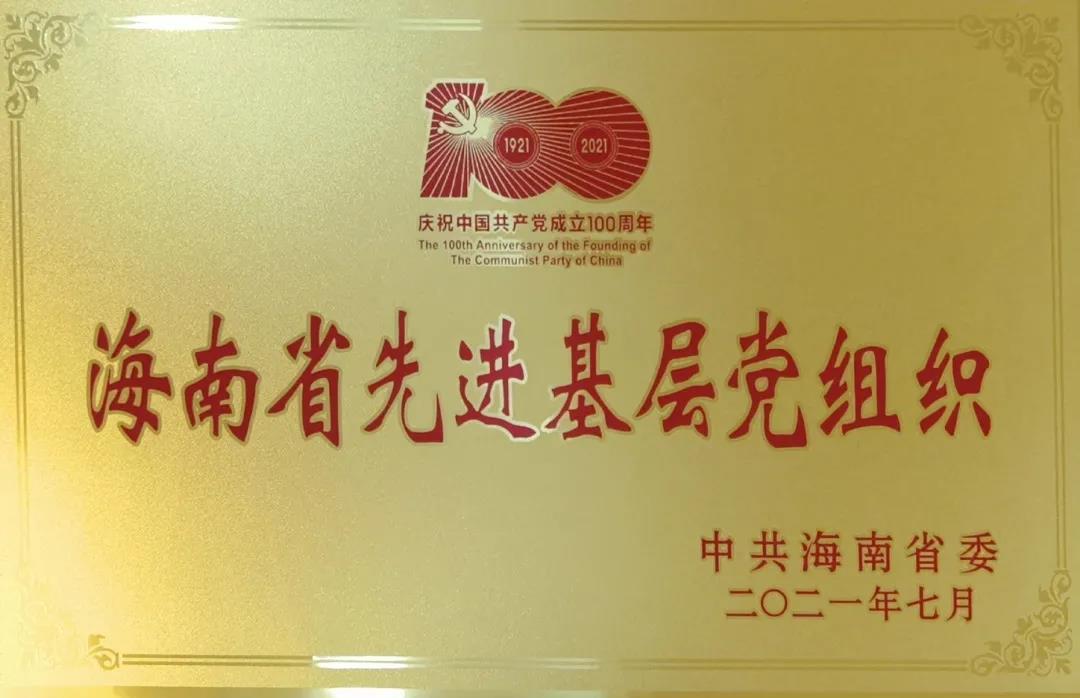 100
1921 2021
庆祝中国共产党成立100周年
The 100th Anniversary of the Founding of
The Communist Party of China
海南省先进基层党组织
中共海南省委
二〇二一年七月